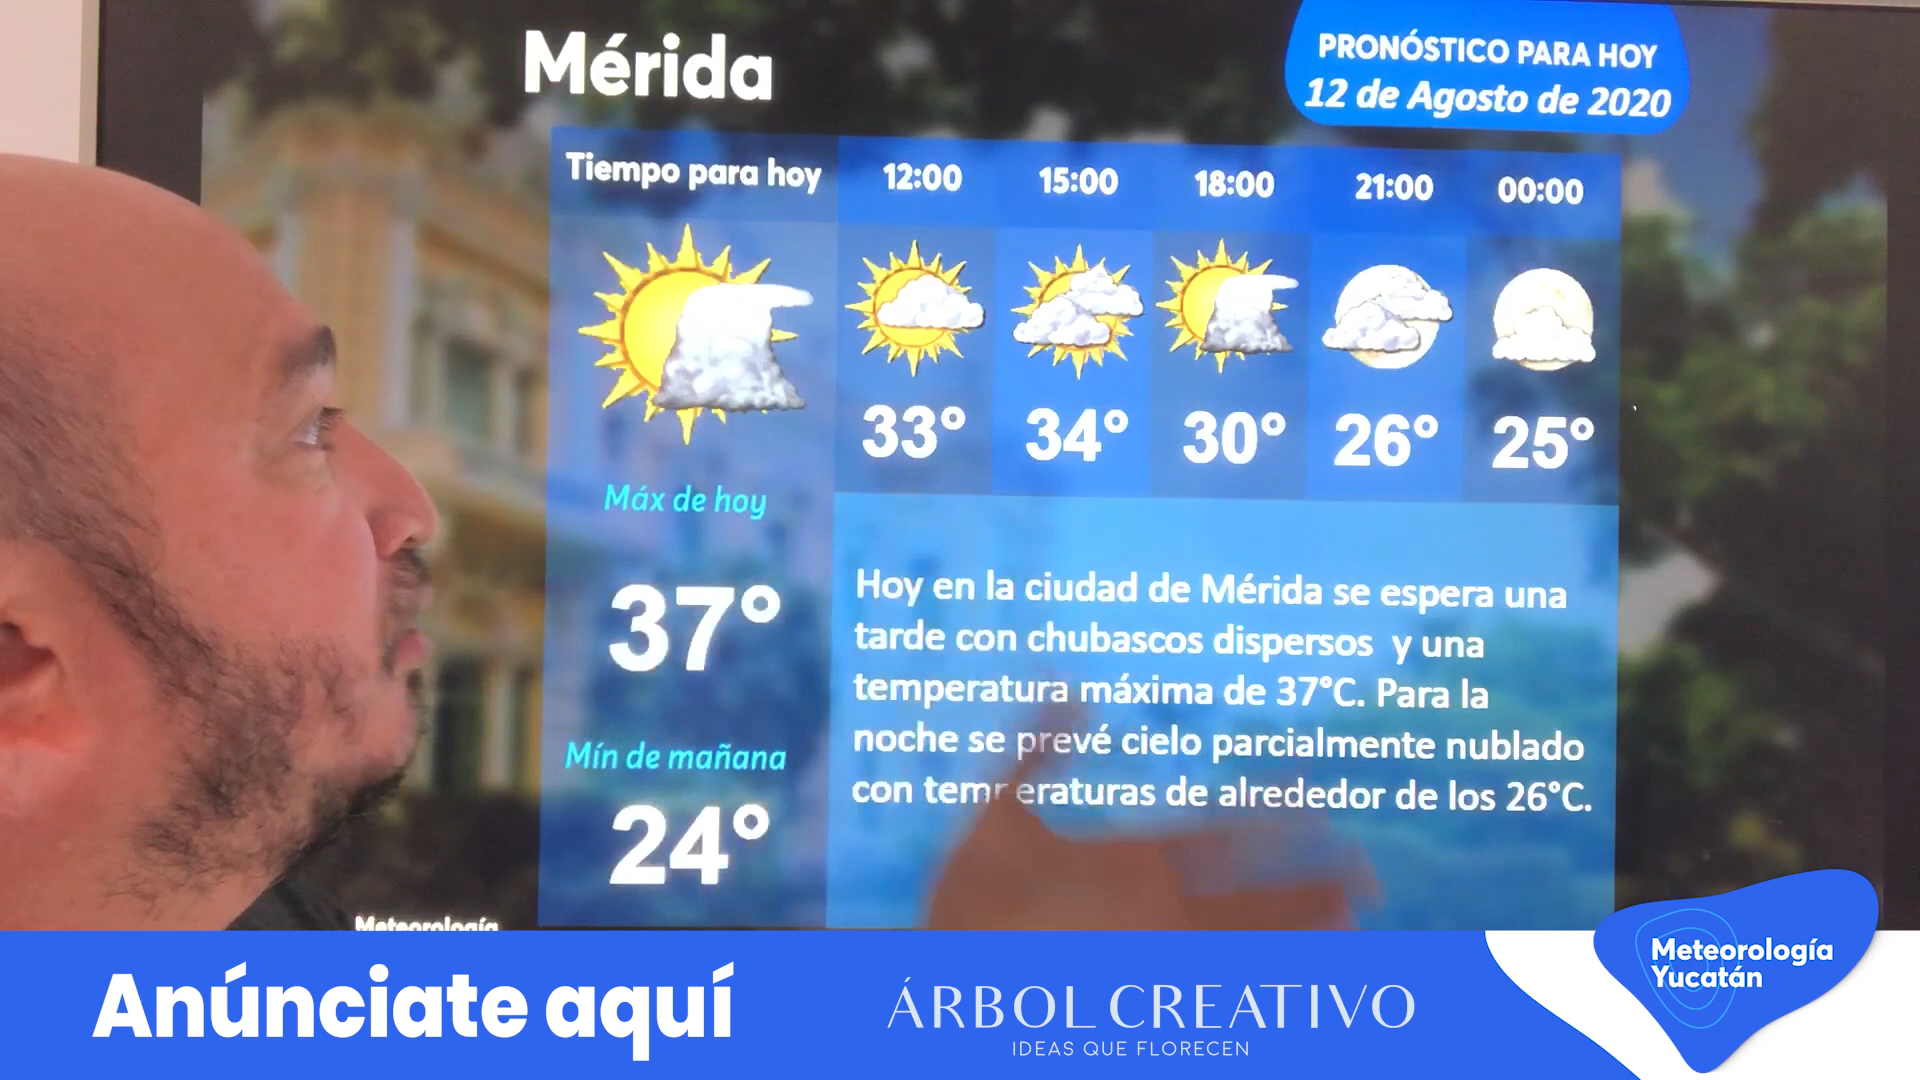 Mérida
PRONÓSTICO PARA HOY
12 de Agosto de 2020
Tiempo para hoy
12:00
15:00
18:00
21:00
00:00
33°
34°
30°
26°
25°
Máx de hoy
37°
Mín de mañana
24°
Hoy en la ciudad de Mérida se espera una
tarde con chubascos dispersos y una
temperatura máxima de 37°C. Para la
noche se prevé cielo parcialmente nublado
con temperaturas de alrededor de los 26°C.
Meteorología
Anúnciate aquí
ÁRBOL CREATIVO
IDEAS QUE FLORECEN
Meteorología
Yucatán